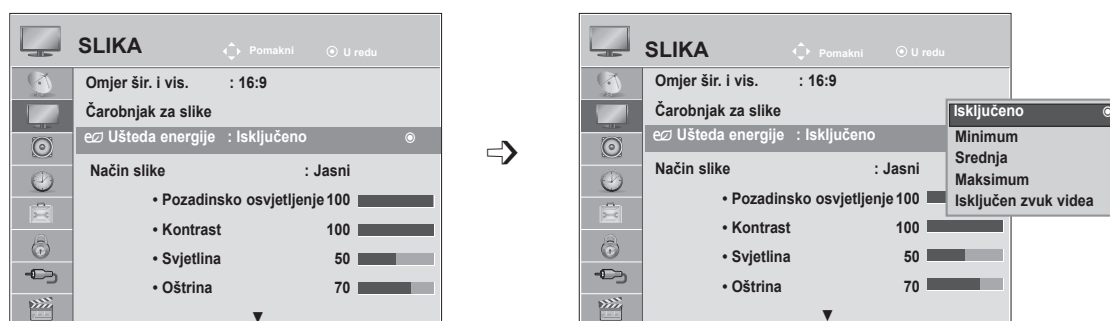 SLIKA
Pomakni
U redu
Omjer šir. i vis. : 16:9
Čarobnjak za slike
Ušteda energije : Isključeno
Način slike : Jasni
• Pozadinsko osvjetljenje 100
• Kontrast 100
• Svjetlina 50
• Oštrina 70
SLIKA
Pomakni
U redu
Omjer šir. i vis. : 16:9
Čarobnjak za slike
Ušteda energije : Isključeno
Način slike : Jasni
• Pozadinsko osvjetljenje 100
• Kontrast 100
• Svjetlina 50
• Oštrina 70
Isključeno
Minimum
Srednja
Maksimum
Isključen zvuk videa